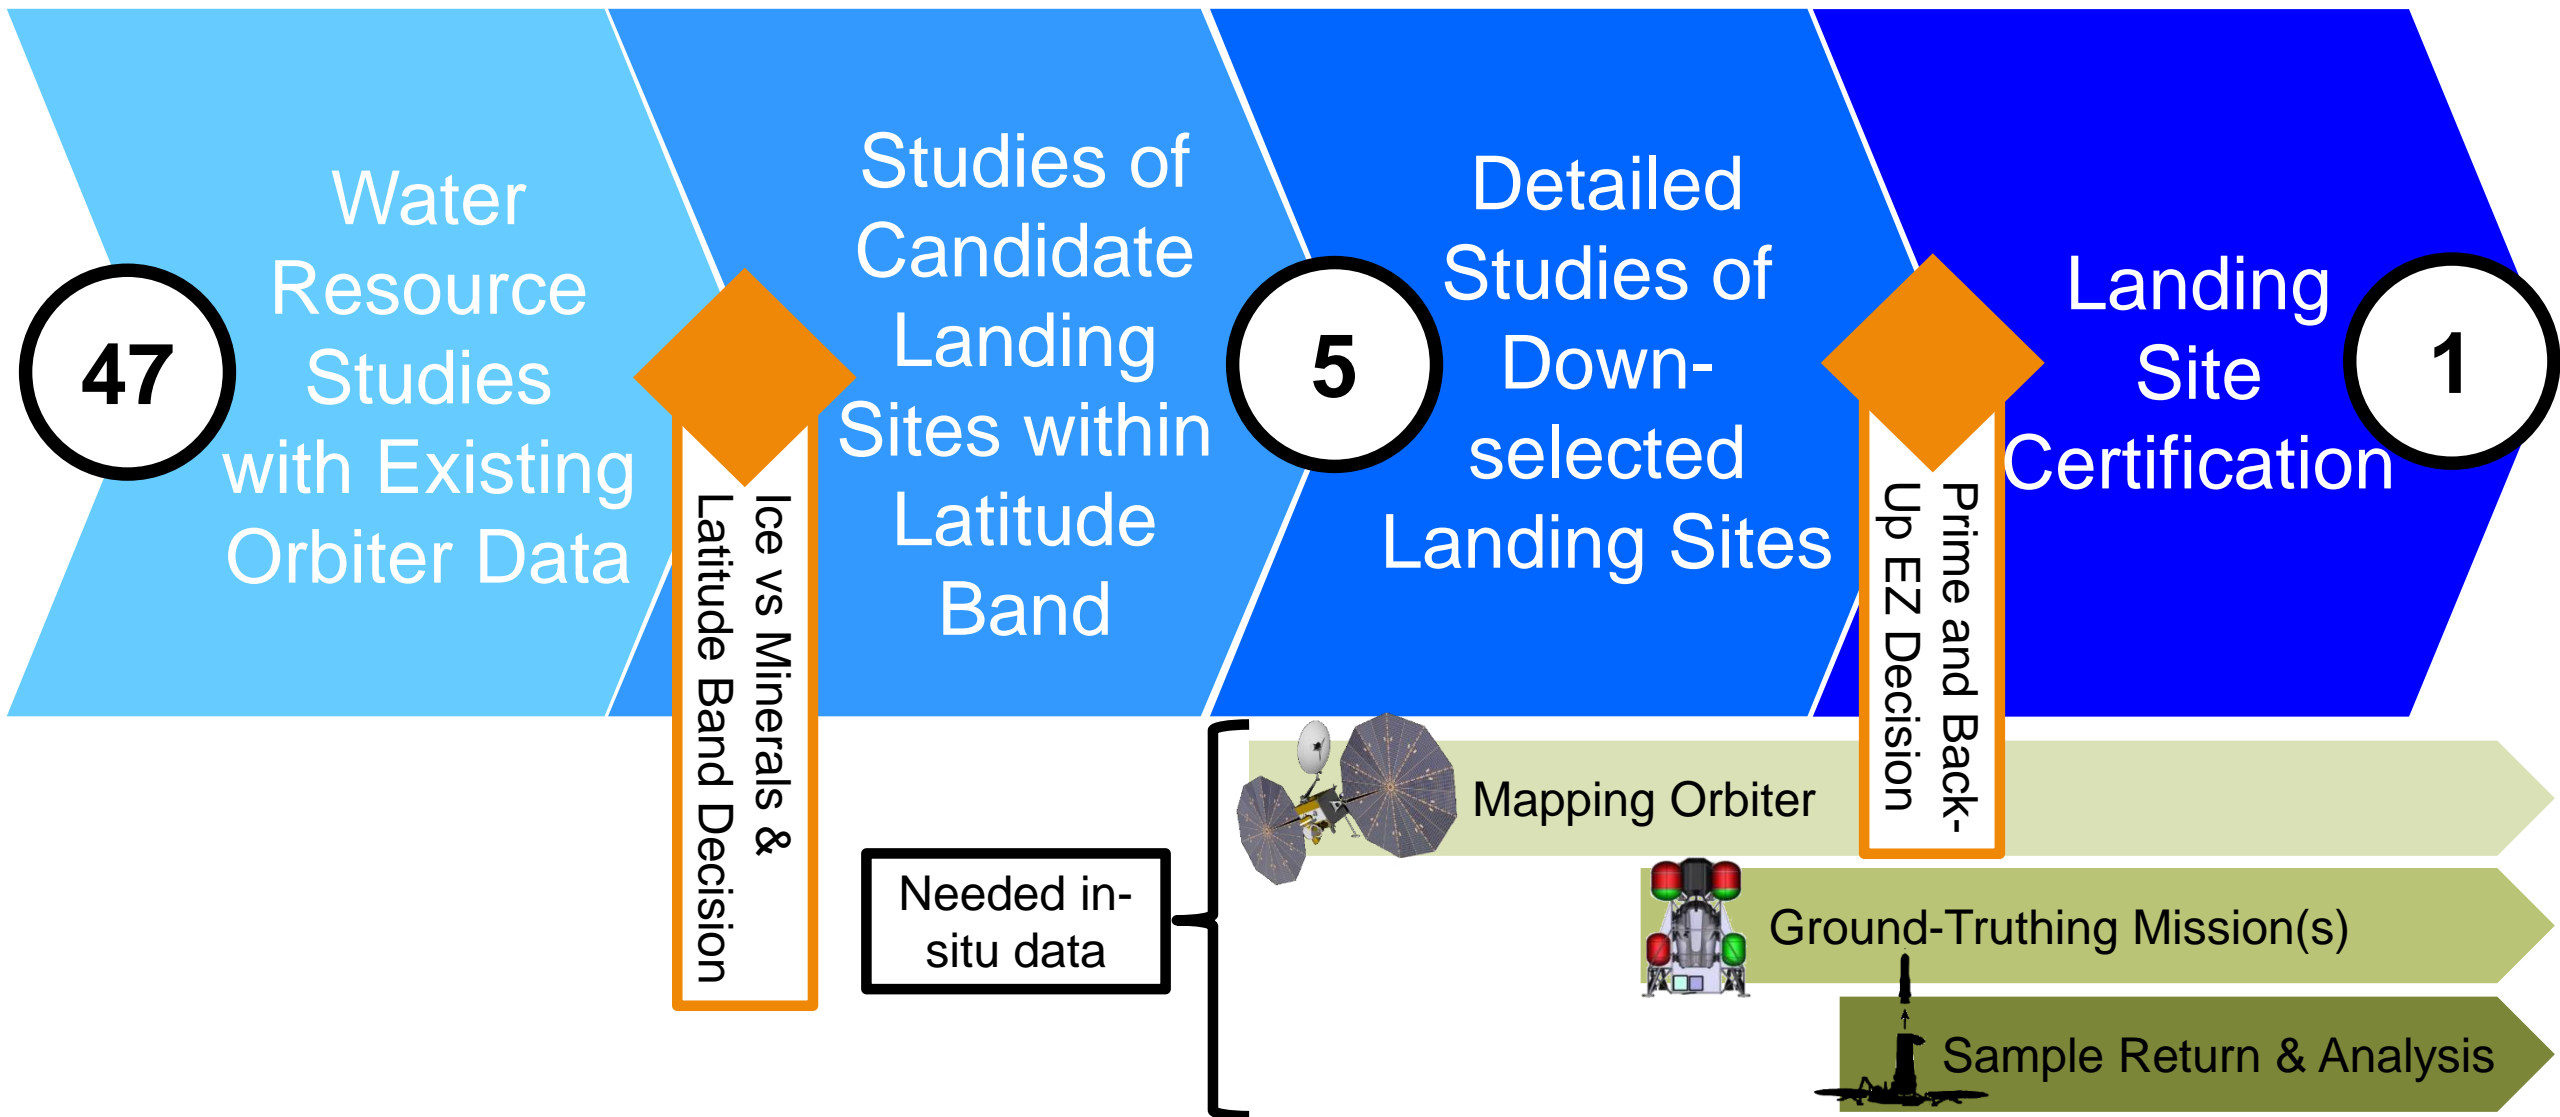 47
Water
Resource
Studies
with Existing
Orbiter Data
Ice vs Minerals &
Latitude Band Decision
Studies of
Candidate
Landing
Sites within
Latitude
Band
5
Detailed
Studies of
Down-
selected
Landing Sites
Prime and Back-
Up EZ Decision
Landing
Site
Certification
1
Needed in-
situ data
Mapping Orbiter
Ground-Truthing Mission(s)
Sample Return & Analysis